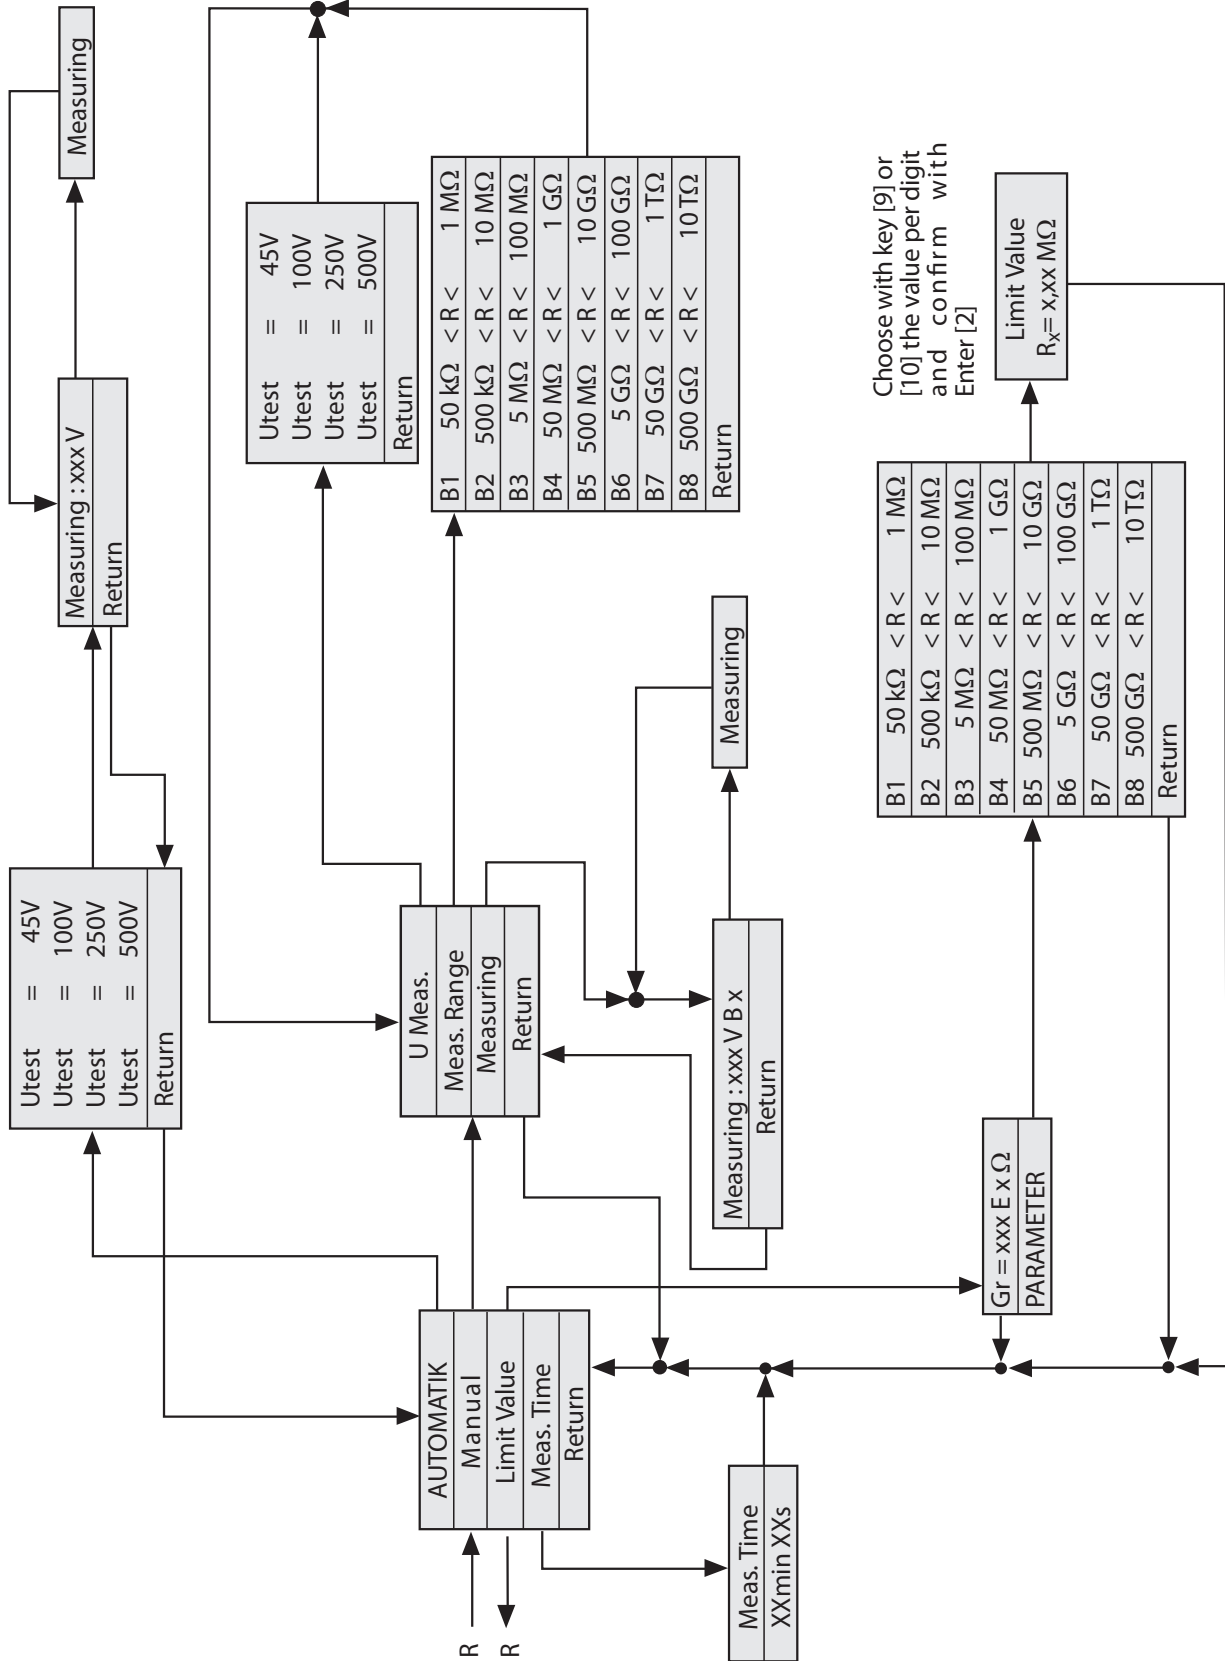 R
R
AUTOMATIK
Manual
Limit Value
Meas. Time
Return
Meas. Time
XXmin XXs
Utest = 45V
Utest = 100V
Utest = 250V
Utest = 500V
Return
Measuring : xxx V
Return
Measuring
U Meas.
Meas. Range
Measuring
Return
Utest = 45V
Utest = 100V
Utest = 250V
Utest = 500V
Return
B1 50 kΩ < R < 1 MΩ
B2 500 kΩ < R < 10 MΩ
B3 5 MΩ < R < 100 MΩ
B4 50 MΩ < R < 1 GΩ
B5 500 MΩ < R < 10 GΩ
B6 5 GΩ < R < 100 GΩ
B7 50 GΩ < R < 1 TΩ
B8 500 GΩ < R < 10 TΩ
Return
Measuring : xxx V B x
Return
Measuring
Gr = xxx E x Ω
PARAMETER
B1 50 kΩ < R < 1 MΩ
B2 500 kΩ < R < 10 MΩ
B3 5 MΩ < R < 100 MΩ
B4 50 MΩ < R < 1 GΩ
B5 500 MΩ < R < 10 GΩ
B6 5 GΩ < R < 100 GΩ
B7 50 GΩ < R < 1 TΩ
B8 500 GΩ < R < 10 TΩ
Return
Choose with key [9] or
[10] the value per digit
and confirm with
Enter [2]
Limit Value
Rx= x,xx MΩ